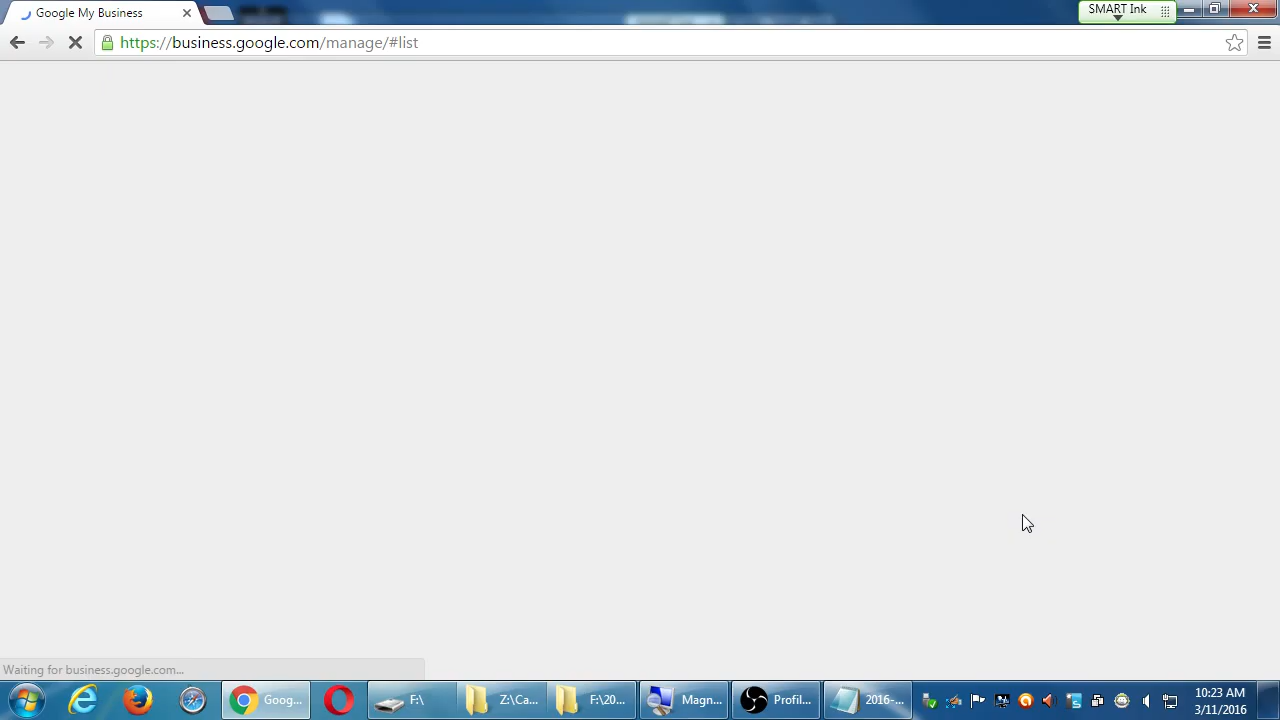 Google My Business
SMART Ink
https://business.google.com/manage/#list
Waiting for business.google.com...
Goog...
F:\
Z:\Ca...
F:\20...
Magn...
Profil...
2016-...
10:23 AM
3/11/2016